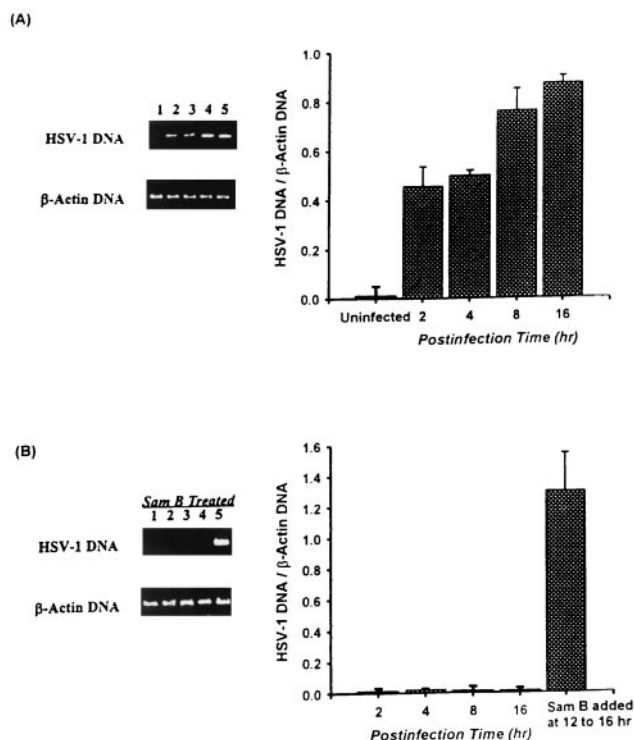 (A)
1 2 3 4 5
HSV-1 DNA
β-Actin DNA
HSV-1 DNA / β-Actin DNA
1.0
0.8
0.6
0.4
0.2
0.0
Uninfected 2 4 8 16
Postinfection Time (hr)
(B)
Sam B Treated
1 2 3 4 5
HSV-1 DNA
β-Actin DNA
HSV-1 DNA / β-Actin DNA
1.6
1.4
1.2
1.0
0.8
0.6
0.4
0.2
0.0
2 4 8 16 Sam B added
at 12 to 16 hr
Postinfection Time (hr)